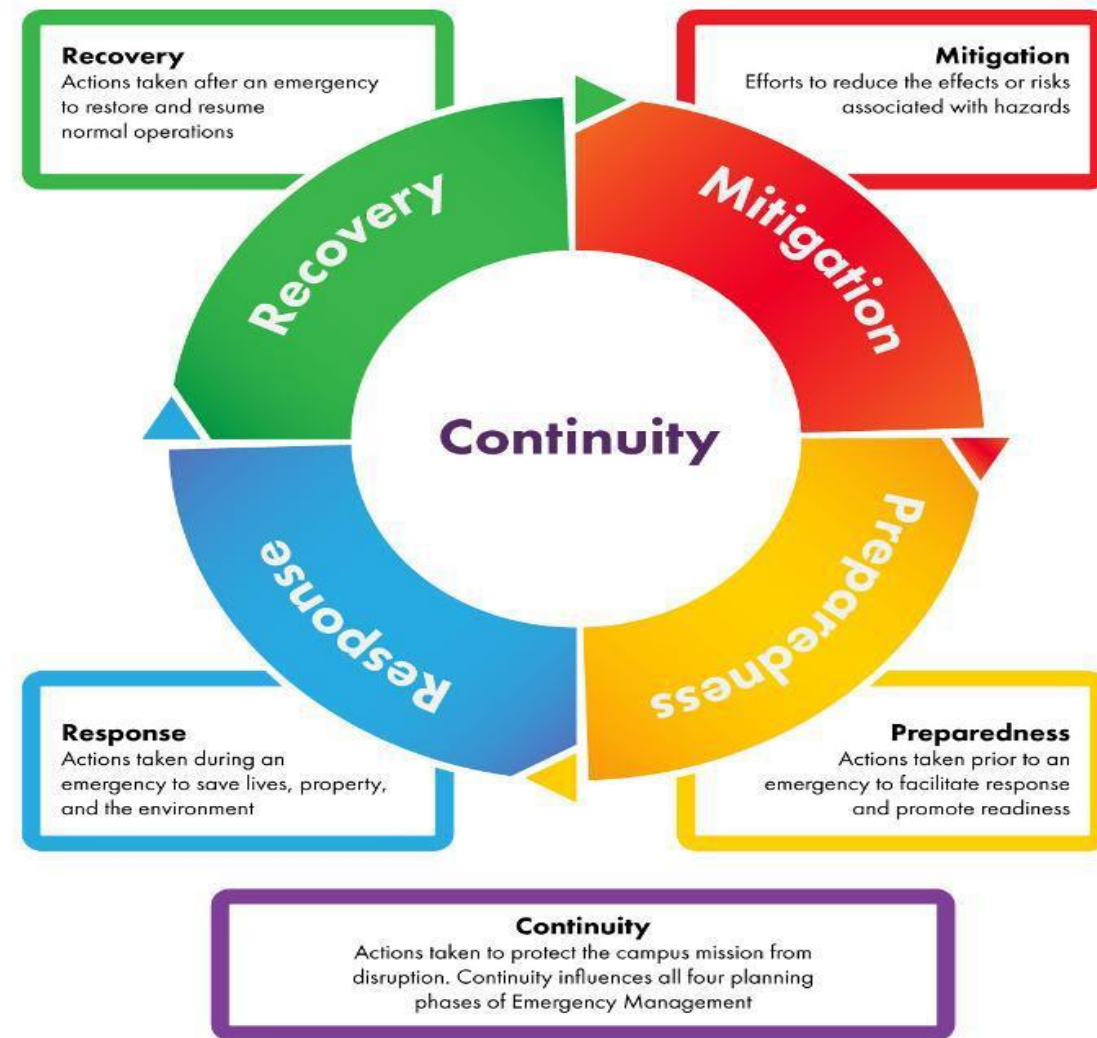 Recovery
Actions taken after an emergency
to restore and resume
normal operations
Mitigation
Efforts to reduce the effects or risks
associated with hazards
Recovery
Mitigation
Continuity
Response
Preparedness
Response
Actions taken during an
emergency to save lives, property,
and the environment
Preparedness
Actions taken prior to an
emergency to facilitate response
and promote readiness
Continuity
Actions taken to protect the campus mission from
disruption. Continuity influences all four planning
phases of Emergency Management